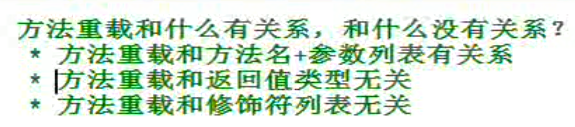 方法重载和什么有关系，和什么没有关系？
* 方法重载和方法名+参数列表有关系
* 方法重载和返回值类型无关
* 方法重载和修饰符列表无关